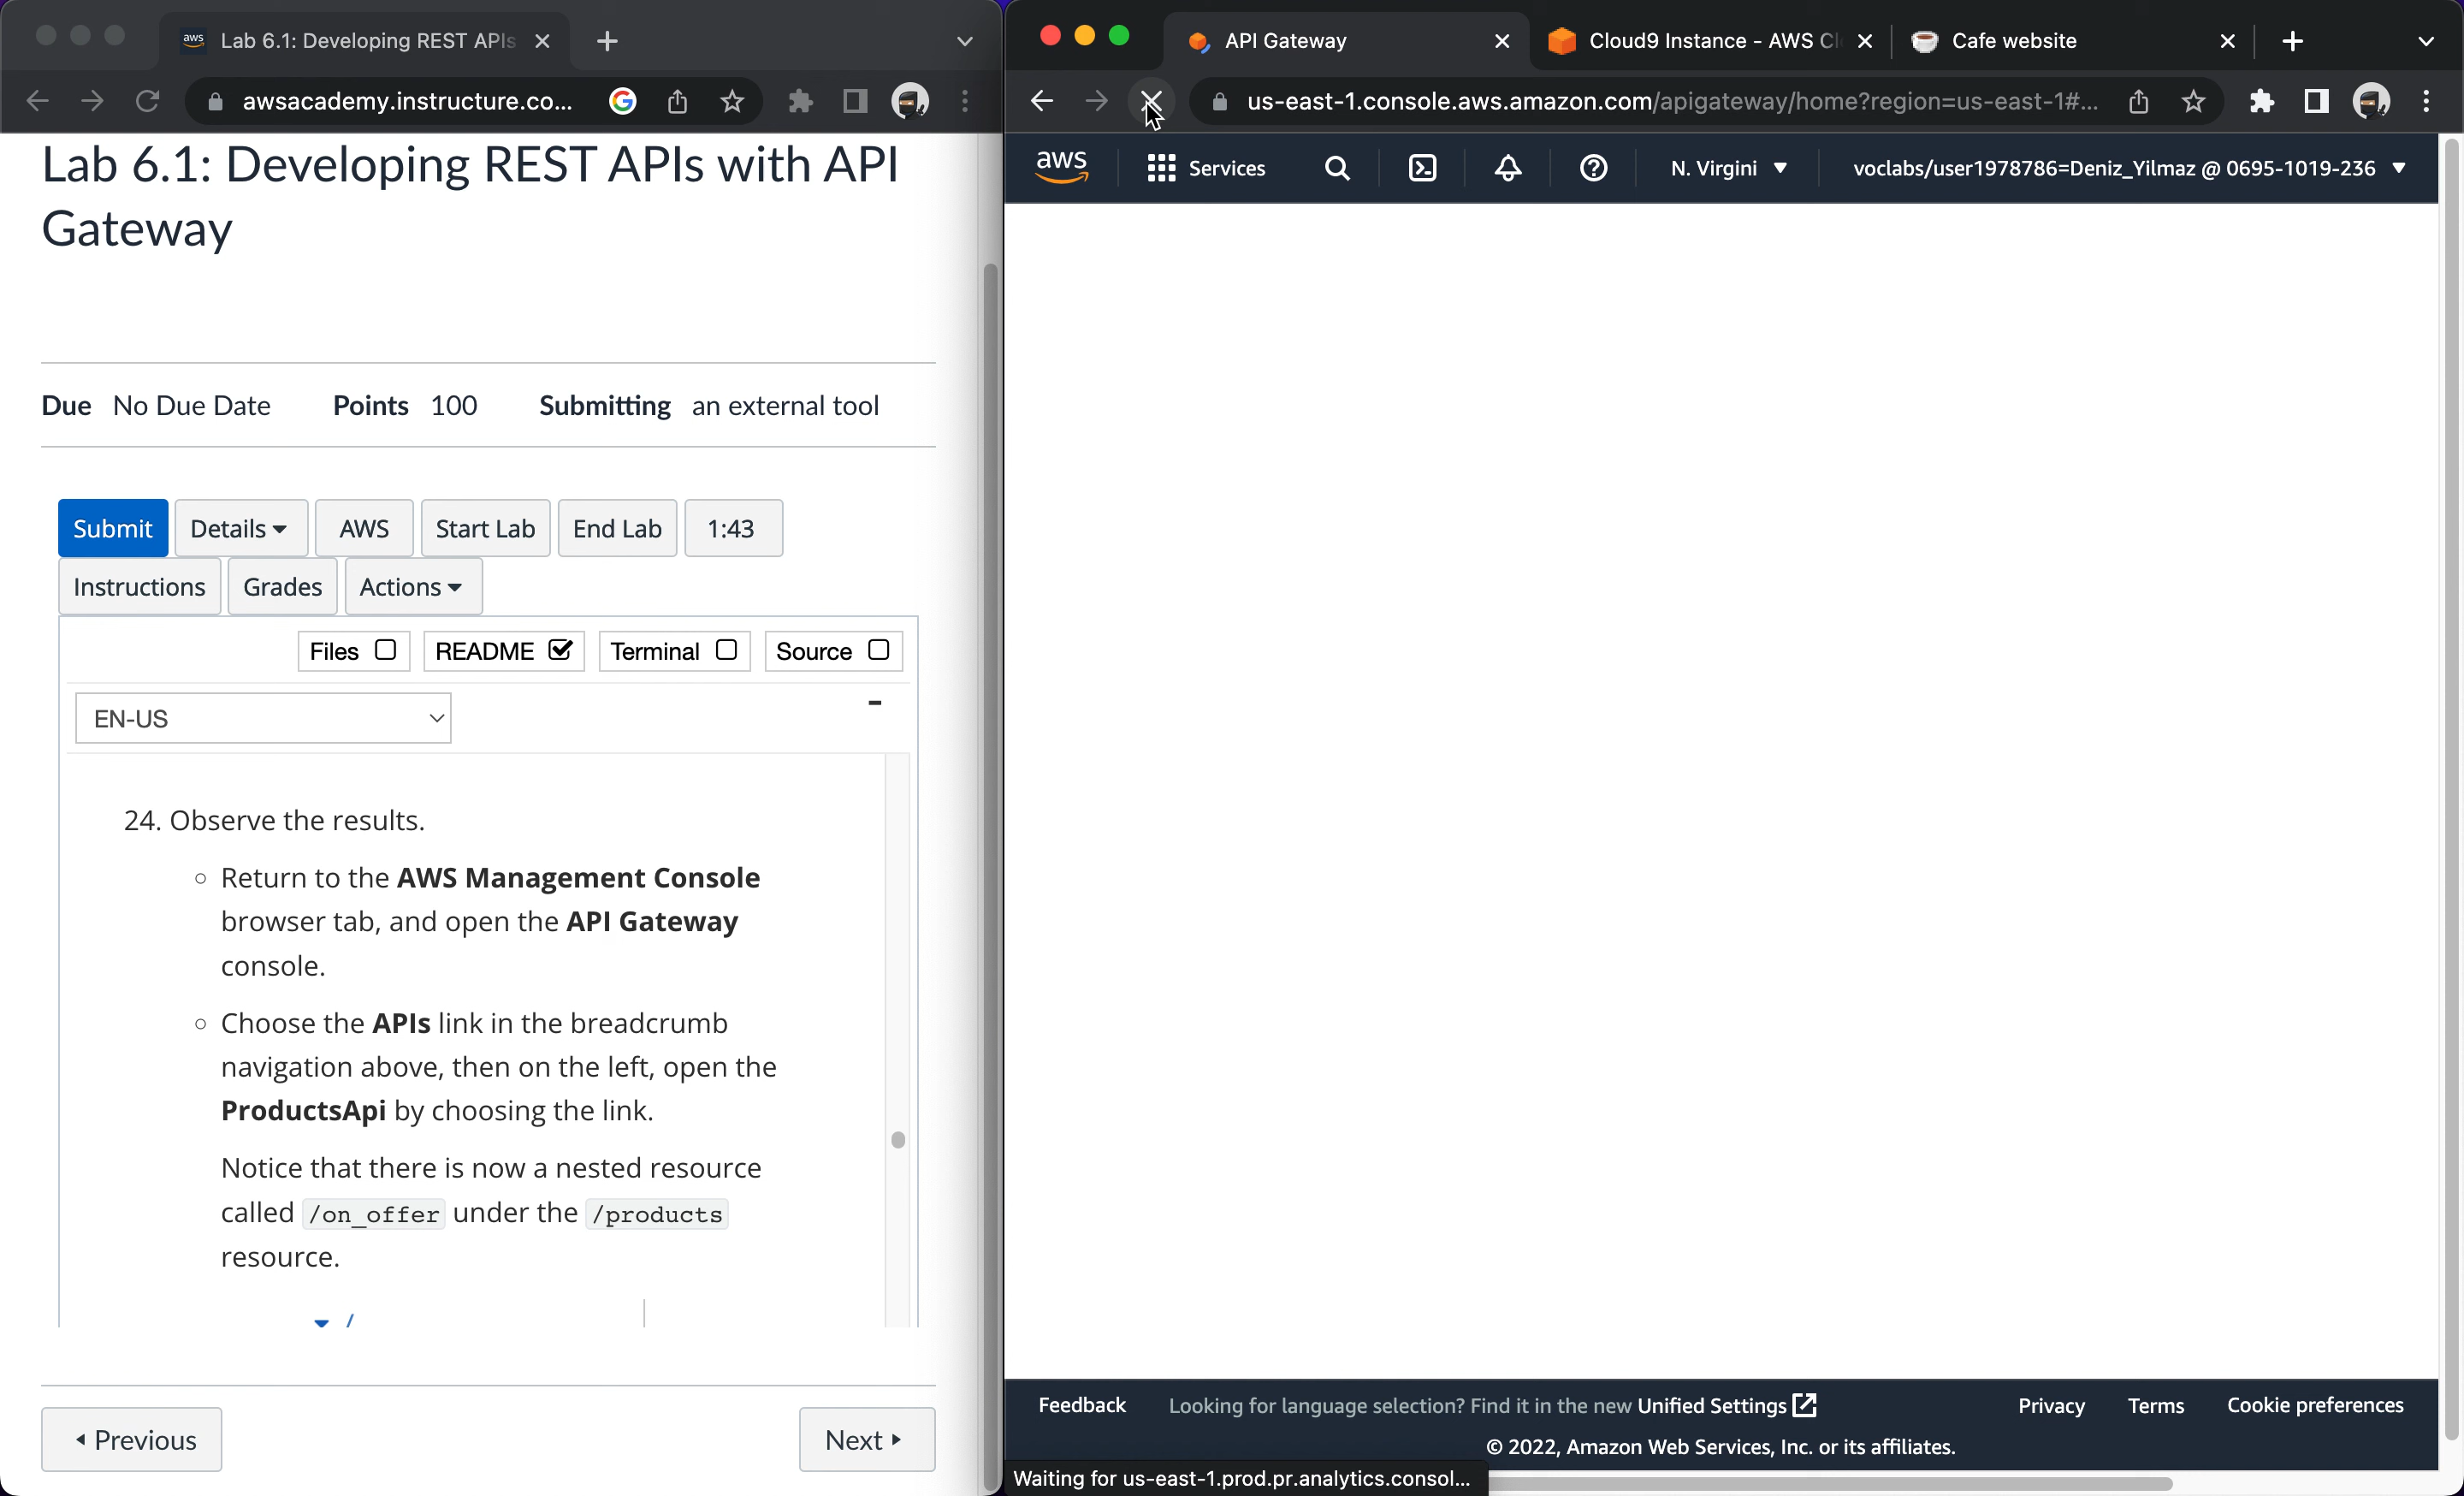 aws Lab 6.1: Developing REST APIs
awsacademy.instructure.co...
Lab 6.1: Developing REST APIs with API
Gateway
Due No Due Date Points 100 Submitting an external tool
Submit Details AWS Start Lab End Lab 1:43
Instructions Grades Actions
Files README Terminal Source
EN-US
24. Observe the results.
Return to the AWS Management Console
browser tab, and open the API Gateway
console.
Choose the APIs link in the breadcrumb
navigation above, then on the left, open the
ProductsApi by choosing the link.
Notice that there is now a nested resource
called /on_offer under the /products
resource.
/
Previous Next
API Gateway Cloud9 Instance - AWS Cl Cafe website
us-east-1.console.aws.amazon.com/apigateway/home?region=us-east-1#...
aws Services N. Virgini voclabs/user1978786=Deniz_Yilmaz @ 0695-1019-236
Feedback Looking for language selection? Find it in the new Unified Settings Privacy Terms Cookie preferences
© 2022, Amazon Web Services, Inc. or its affiliates.
Waiting for us-east-1.prod.pr.analytics.consol...